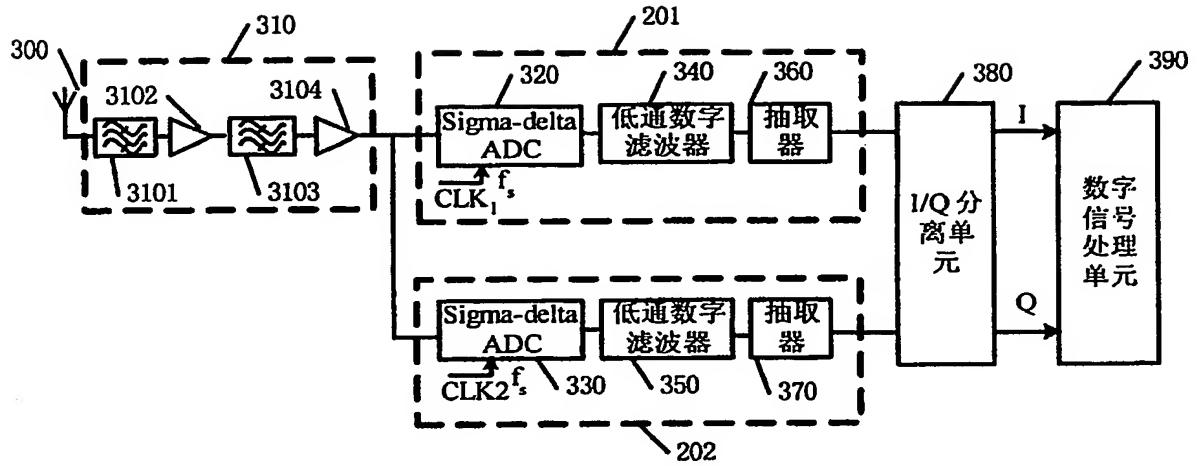 300
310
3102
3104
3101
3103
201
320
340
360
Sigma-delta
ADC
低通数字
滤波器
抽取
器
CLK₁
fₛ
380
390
I/Q 分
离单
元
I
Q
数字
信号
处理
单元
Sigma-delta
ADC
低通数字
滤波器
抽取
器
CLK2
fₛ
330
350
370
202